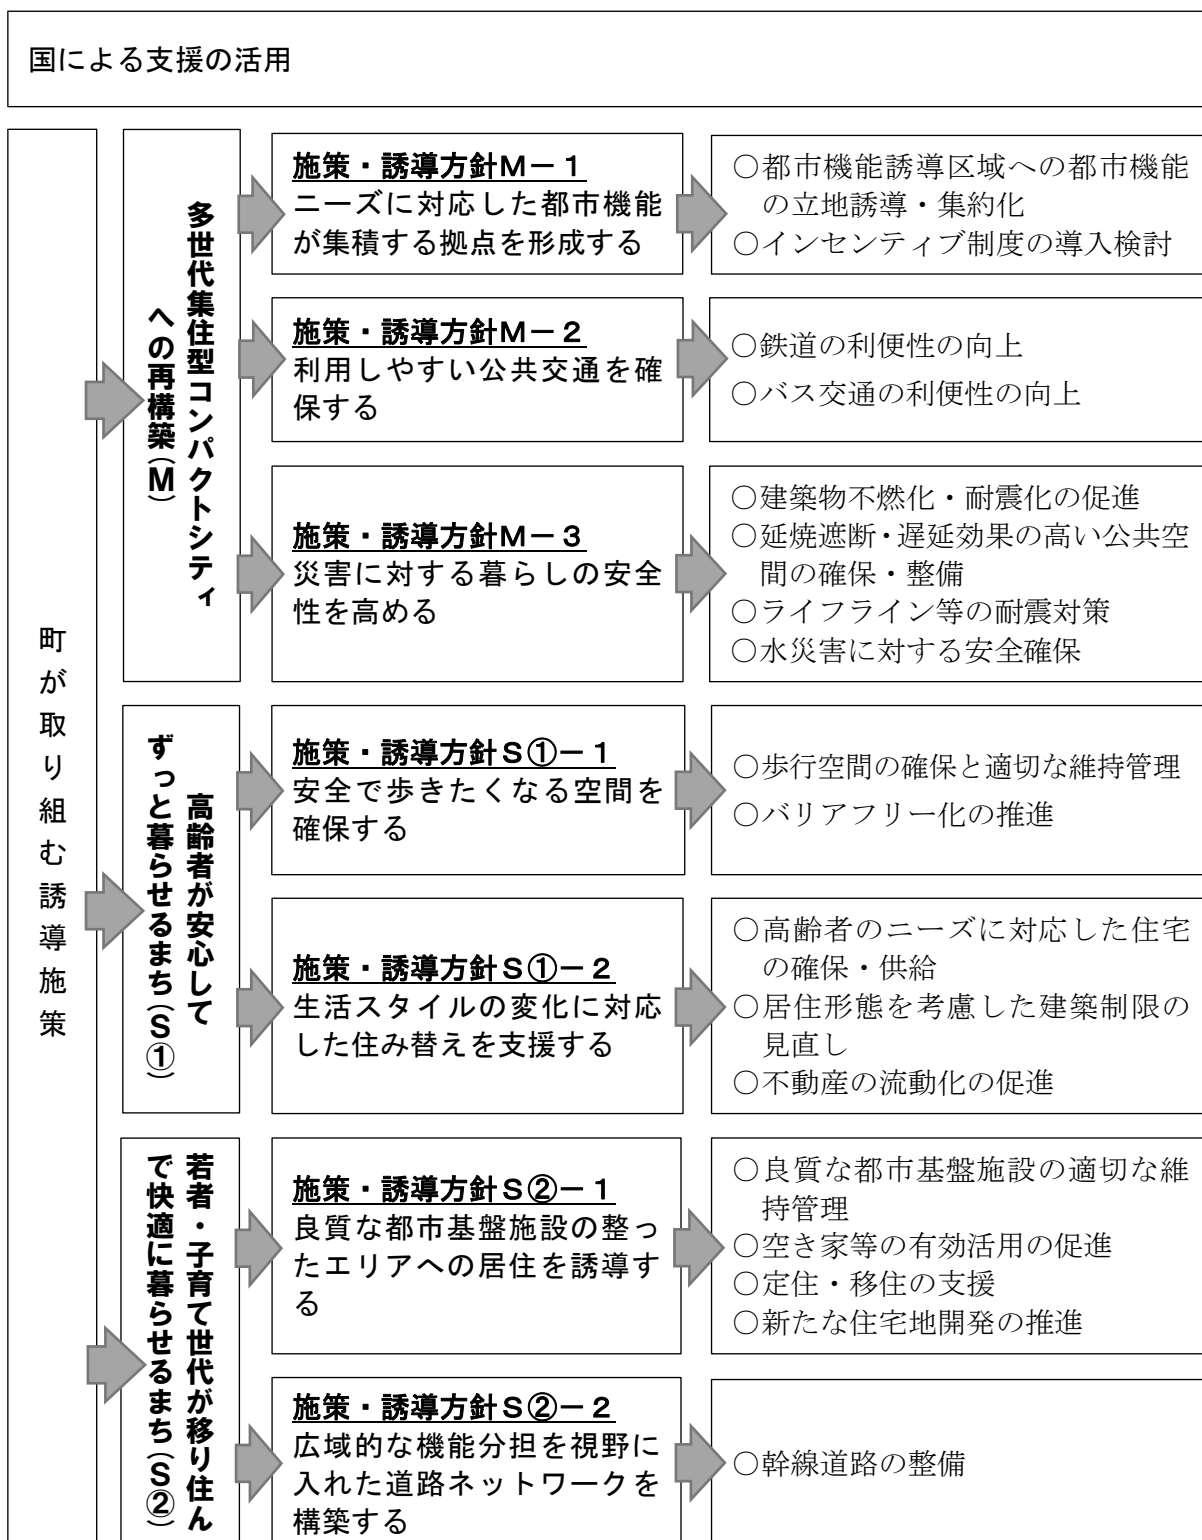 国による支援の活用
町が取り組む誘導施策
多世代集住型コンパクトシティ
への再構築(M)
施策・誘導方針M－1
ニーズに対応した都市機能
が集積する拠点を形成する
○都市機能誘導区域への都市機能
の立地誘導・集約化
○インセンティブ制度の導入検討
施策・誘導方針M－2
利用しやすい公共交通を確
保する
○鉄道の利便性の向上
○バス交通の利便性の向上
施策・誘導方針M－3
災害に対する暮らしの安全
性を高める
○建築物不燃化・耐震化の促進
○延焼遮断・遅延効果の高い公共空
間の確保・整備
○ライフライン等の耐震対策
○水災害に対する安全確保
高齢者が安心して
ずっと暮らせるまち(S①)
施策・誘導方針S①－1
安全で歩きたくなる空間を
確保する
○歩行空間の確保と適切な維持管理
○バリアフリー化の推進
施策・誘導方針S①－2
生活スタイルの変化に対応
した住み替えを支援する
○高齢者のニーズに対応した住宅
の確保・供給
○居住形態を考慮した建築制限の
見直し
○不動産の流動化の促進
若者・子育て世代が移り住ん
で快適に暮らせるまち(S②)
施策・誘導方針S②－1
良質な都市基盤施設の整っ
たエリアへの居住を誘導す
る
○良質な都市基盤施設の適切な維
持管理
○空き家等の有効活用の促進
○定住・移住の支援
○新たな住宅地開発の推進
施策・誘導方針S②－2
広域的な機能分担を視野に
入れた道路ネットワークを
構築する
○幹線道路の整備